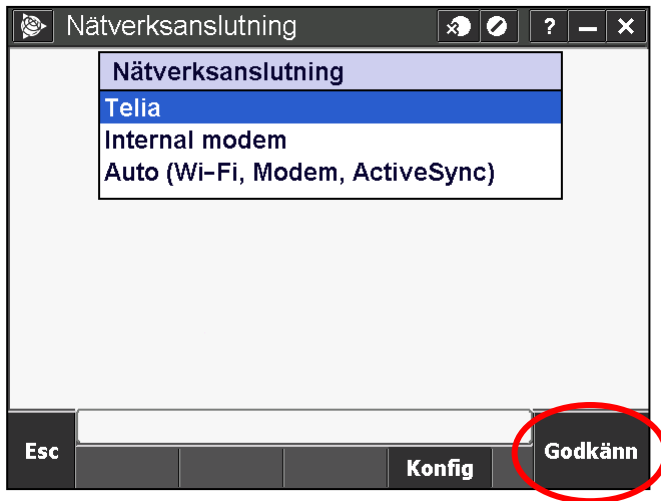 Nätverksanslutning ? – X
Nätverksanslutning
Telia
Internal modem
Auto (Wi-Fi, Modem, ActiveSync)
Esc
Konfig
Godkänn